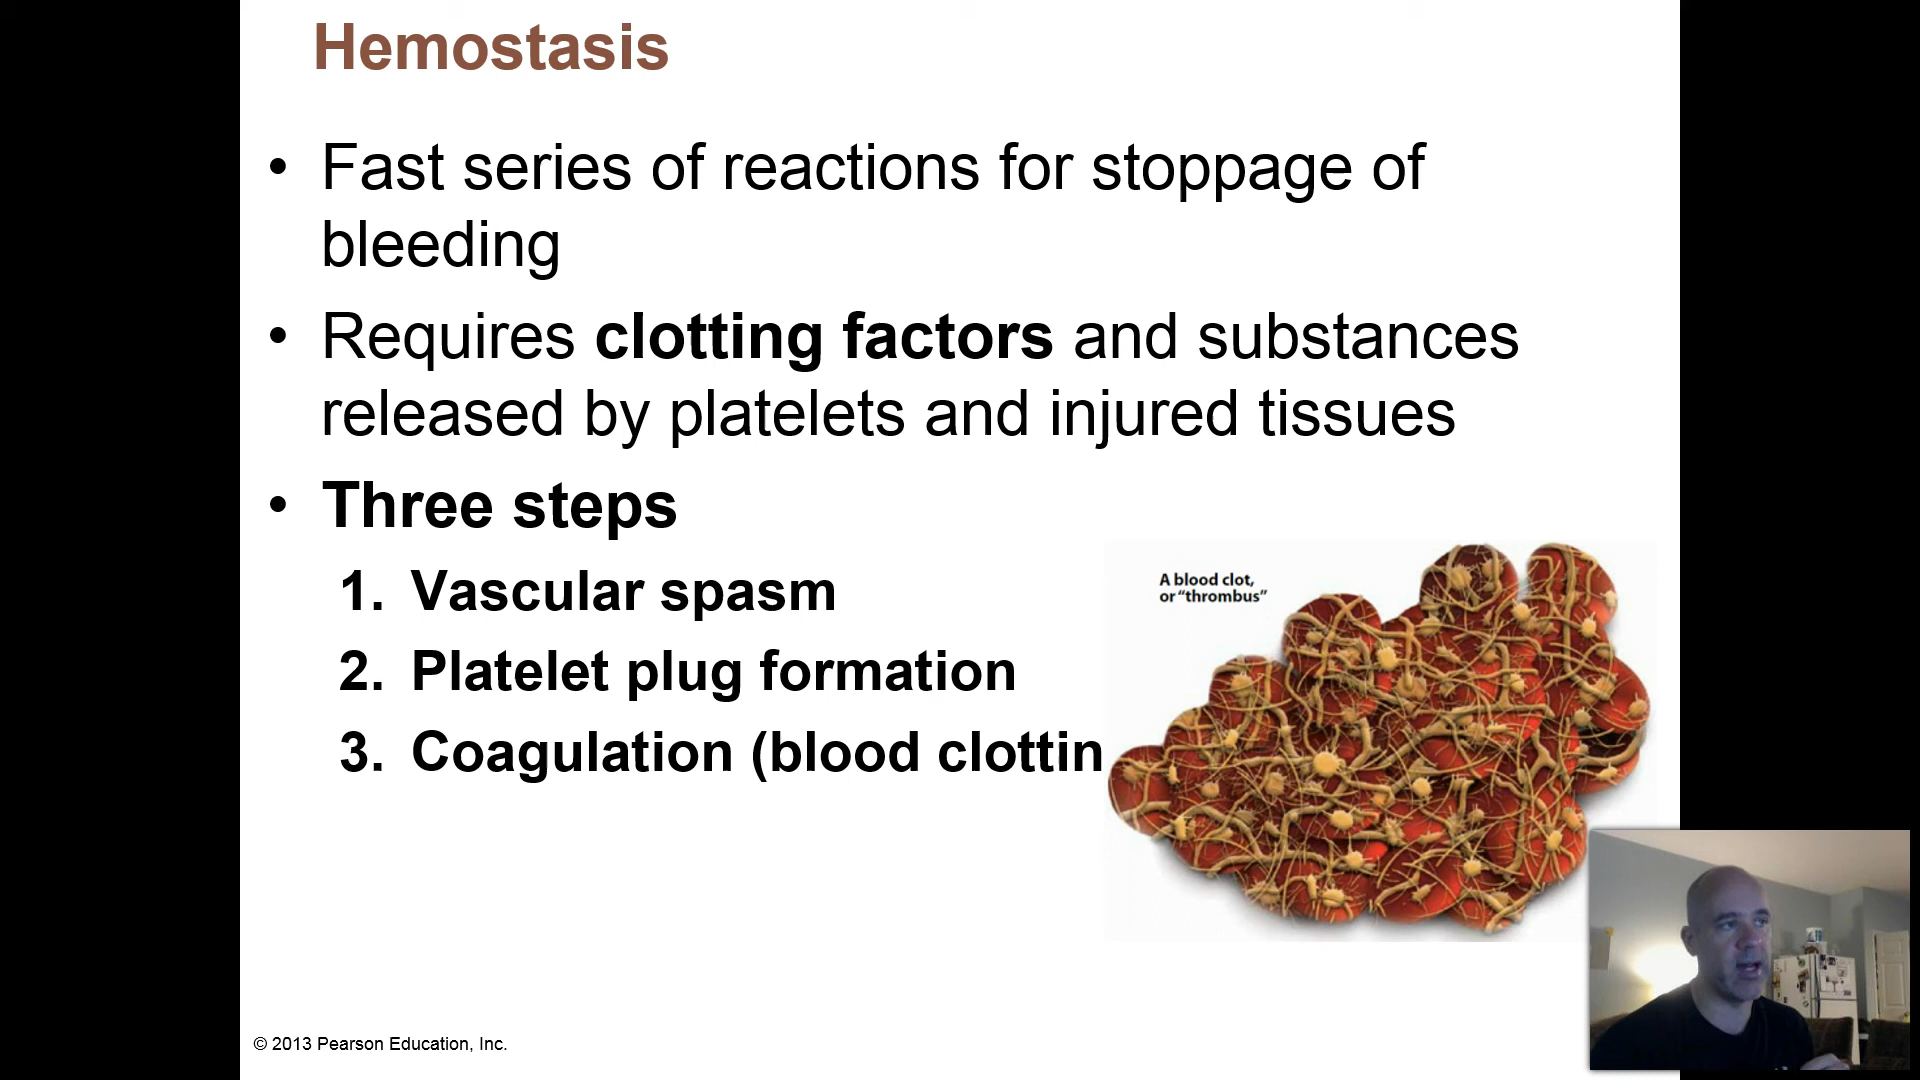 Hemostasis
• Fast series of reactions for stoppage of
bleeding
• Requires clotting factors and substances
released by platelets and injured tissues
• Three steps
1. Vascular spasm
2. Platelet plug formation
3. Coagulation (blood clottin
A blood clot,
or “thrombus”
© 2013 Pearson Education, Inc.